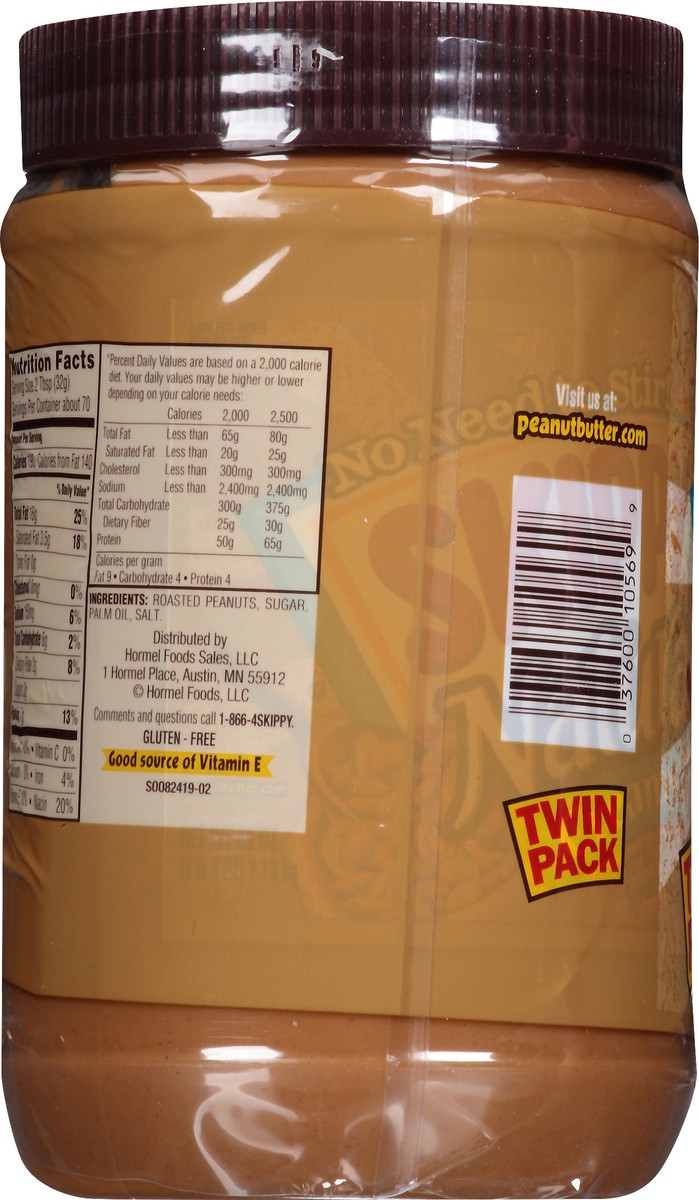 Nutrition Facts
Serving Size 2 Tbsp (32g)
Servings Per Container about 70
Amount Per Serving
Calories 190 Calories from Fat 140
% Daily Value*
Total Fat 16g 25%
Saturated Fat 3.5g 18%
Trans Fat 0g
Cholesterol 0mg 0%
Sodium 150mg 6%
Total Carbohydrate 6g 2%
Dietary Fiber 2g 8%
13%
• Vitamin C 0%
• Iron 4%
• Niacin 20%
*Percent Daily Values are based on a 2,000 calorie
diet. Your daily values may be higher or lower
depending on your calorie needs:
Calories 2,000 2,500
Total Fat Less than 65g 80g
Saturated Fat Less than 20g 25g
Cholesterol Less than 300mg 300mg
Sodium Less than 2,400mg 2,400mg
Total Carbohydrate 300g 375g
Dietary Fiber 25g 30g
Protein 50g 65g
Calories per gram
Fat 9 • Carbohydrate 4 • Protein 4
INGREDIENTS: ROASTED PEANUTS, SUGAR,
PALM OIL, SALT.
Distributed by
Hormel Foods Sales, LLC
1 Hormel Place, Austin, MN 55912
© Hormel Foods, LLC
Comments and questions call 1-866-4SKIPPY.
GLUTEN - FREE
Good source of Vitamin E
S0082419-02
No Need to Stir
Visit us at:
peanutbutter.com
0 37600 10569 9
TWIN
PACK